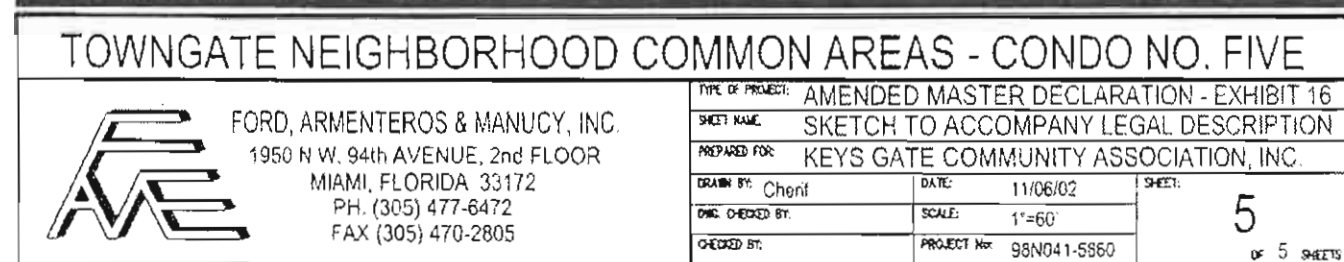 TOWNGATE NEIGHBORHOOD COMMON AREAS - CONDO NO. FIVE
FORD, ARMENTEROS & MANUCY, INC.
1950 N.W. 94th AVENUE, 2nd FLOOR
MIAMI, FLORIDA 33172
PH. (305) 477-6472
FAX (305) 470-2805
TYPE OF PROJECT: AMENDED MASTER DECLARATION - EXHIBIT 16
SHEET NAME: SKETCH TO ACCOMPANY LEGAL DESCRIPTION
PREPARED FOR: KEYS GATE COMMUNITY ASSOCIATION, INC.
DRAWN BY: Cherif DATE: 11/06/02 SHEET:
DWG. CHECKED BY: SCALE: 1"=60' 5
CHECKED BY: PROJECT No: 98N041-5860 OF 5 SHEETS